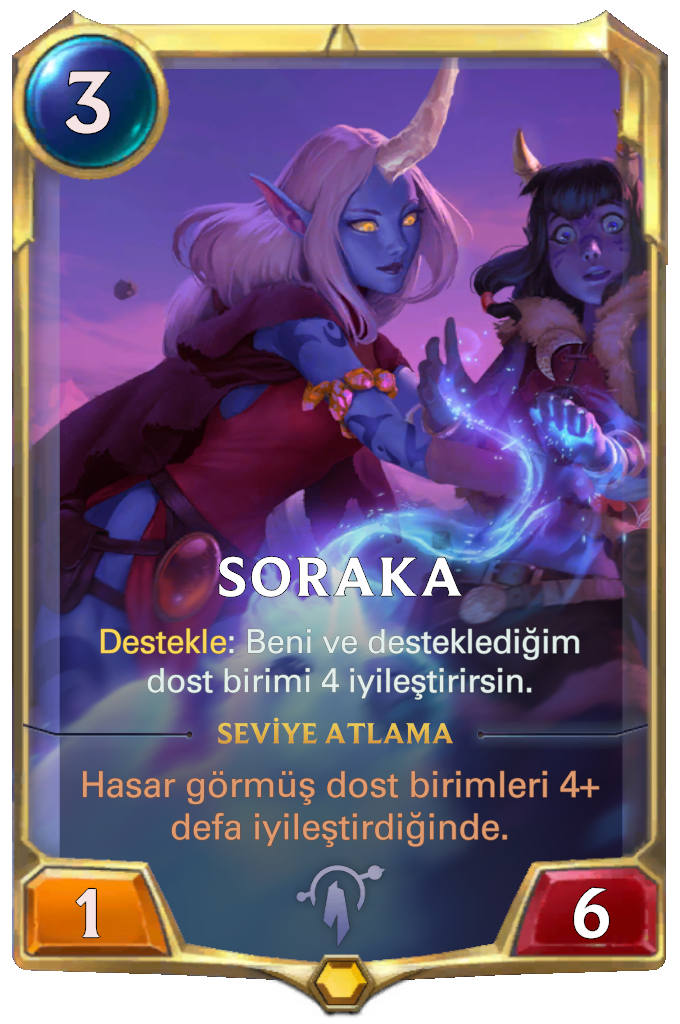 3
SORAKA
Destekle: Beni ve desteklediğim
dost birimi 4 iyileştirirsin.
SEVİYE ATLAMA
Hasar görmüş dost birimleri 4+
defa iyileştirdiğinde.
1
6